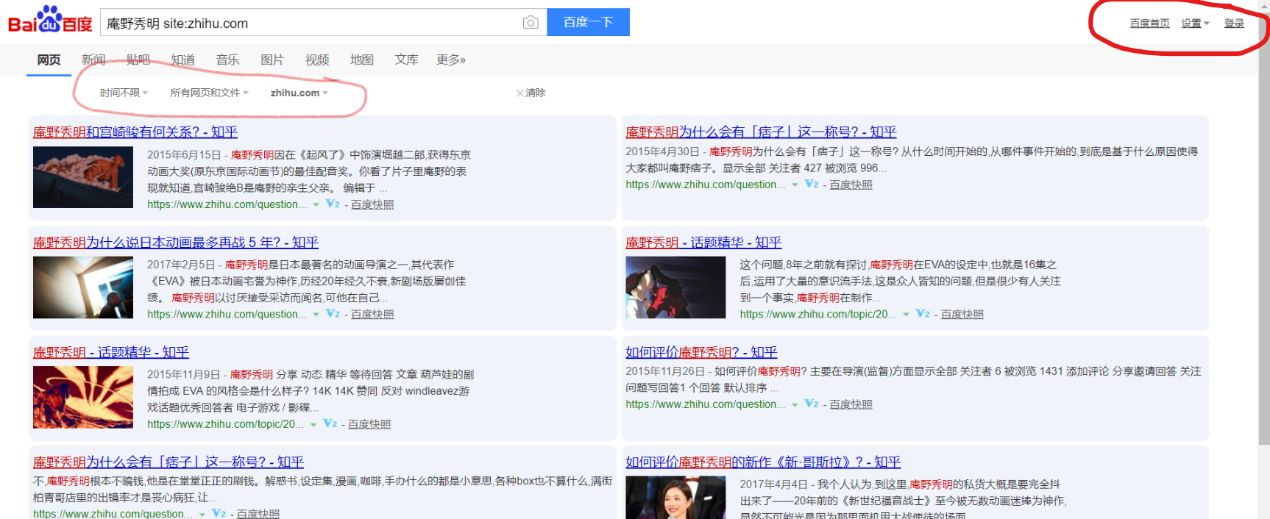 Baidu百度 庵野秀明 site:zhihu.com 百度一下 百度首页 设置 登录
网页 新闻 贴吧 知道 音乐 图片 视频 地图 文库 更多»
时间不限 所有网页和文件 zhihu.com ×清除
庵野秀明和宫崎骏有何关系? - 知乎
2015年6月15日 - 庵野秀明因在《起风了》中饰演堀越二郎,获得东京
动画大奖(原东京国际动画节)的最佳配音奖。你看了片子里庵野的表
现就知道,宫崎骏绝B是庵野的亲生父亲。 编辑于 ...
https://www.zhihu.com/question... V2 - 百度快照
庵野秀明为什么会有「痞子」这一称号? - 知乎
2015年4月30日 - 庵野秀明为什么会有「痞子」这一称号? 从什么时间开始的,从哪件事件开始的,到底是基于什么原因使得
大家都叫庵野痞子。显示全部 关注者 427 被浏览 996...
https://www.zhihu.com/question... V2 - 百度快照
庵野秀明为什么说日本动画最多再战 5 年? - 知乎
2017年2月5日 - 庵野秀明是日本最著名的动画导演之一,其代表作
《EVA》被日本动画宅誉为神作,历经20年经久不衰,新剧场版屡创佳
绩。 庵野秀明以讨厌接受采访而闻名,可他在自己...
https://www.zhihu.com/question... V2 - 百度快照
庵野秀明 - 话题精华 - 知乎
这个问题,8年之前就有探讨,庵野秀明在EVA的设定中,也就是16集之
后,运用了大量的意识流手法,这是众人皆知的问题,但是很少有人关注
到一个事实,庵野秀明在制作...
https://www.zhihu.com/topic/20... V2 - 百度快照
庵野秀明 - 话题精华 - 知乎
2015年11月9日 - 庵野秀明 分享 动态 精华 等待回答 文章 葫芦娃的剧
情拍成 EVA 的风格会是什么样子? 14K 14K 赞同 反对 windleavez游
戏话题优秀回答者 电子游戏 / 影碟...
https://www.zhihu.com/topic/20... V2 - 百度快照
如何评价庵野秀明? - 知乎
2015年11月26日 - 如何评价庵野秀明? 主要在导演(监督)方面显示全部 关注者 6 被浏览 1431 添加评论 分享邀请回答 关注
问题写回答1 个回答 默认排序 ...
https://www.zhihu.com/question... V2 - 百度快照
庵野秀明为什么会有「痞子」这一称号? - 知乎
不,庵野秀明根本不骗钱,他是在堂堂正正的刷钱。解惑书,设定集,漫画,咖啡,手办什么的都是小意思,各种box也不算什么,满街
柏青哥店里的出镜率才是丧心病狂,让...
https://www.zhihu.com/question... V2 - 百度快照
如何评价庵野秀明的新作《新·哥斯拉》? - 知乎
2017年4月4日 - 我个人认为,到这里,庵野秀明的私货大概是要完全抖
出来了——20年前的《新世纪福音战士》至今被无数动画迷捧为神作,
显然不可能光是因为那里面机甲大战使徒的场面